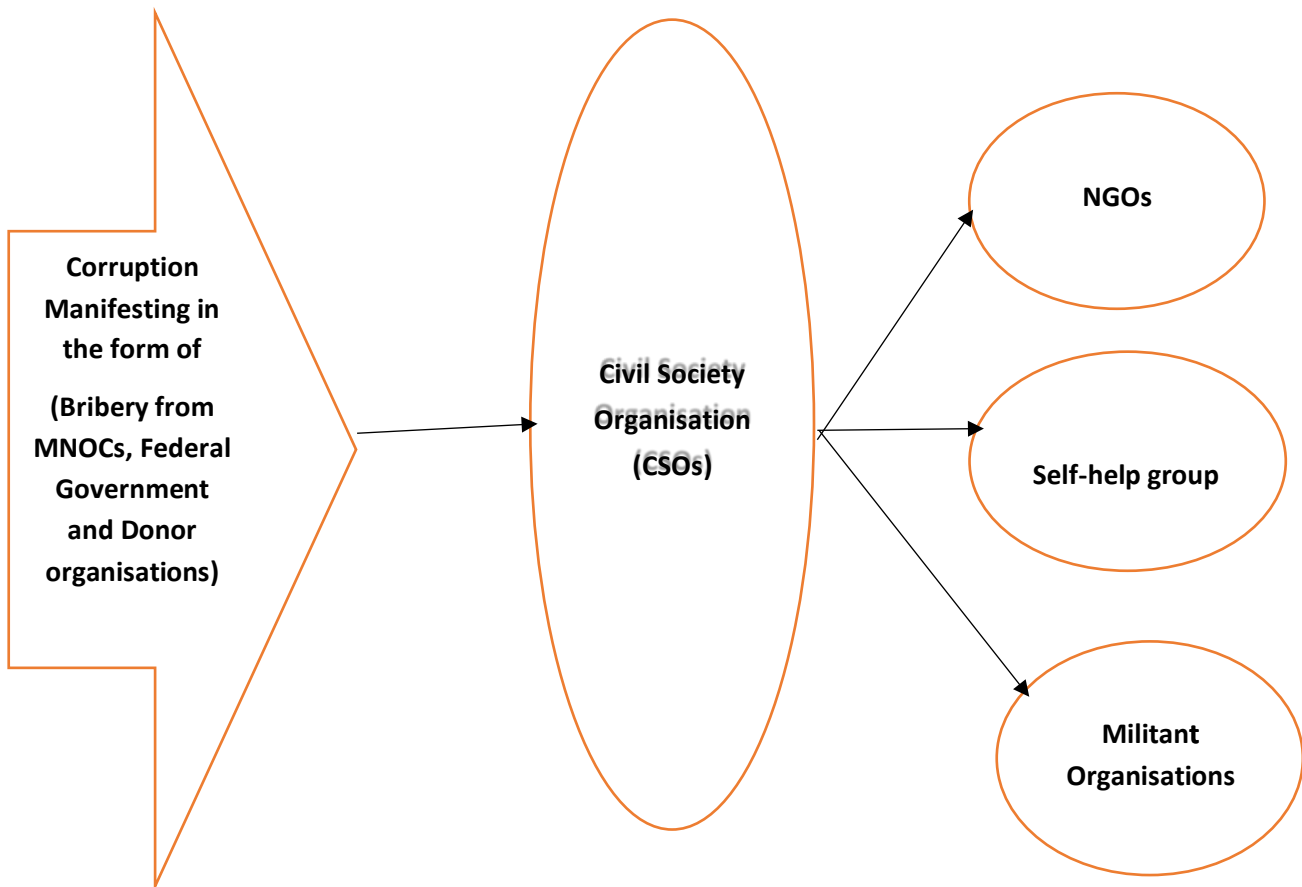 Corruption
Manifesting in
the form of
(Bribery from
MNOCs, Federal
Government
and Donor
organisations)
Civil Society
Organisation
(CSOs)
NGOs
Self-help group
Militant
Organisations